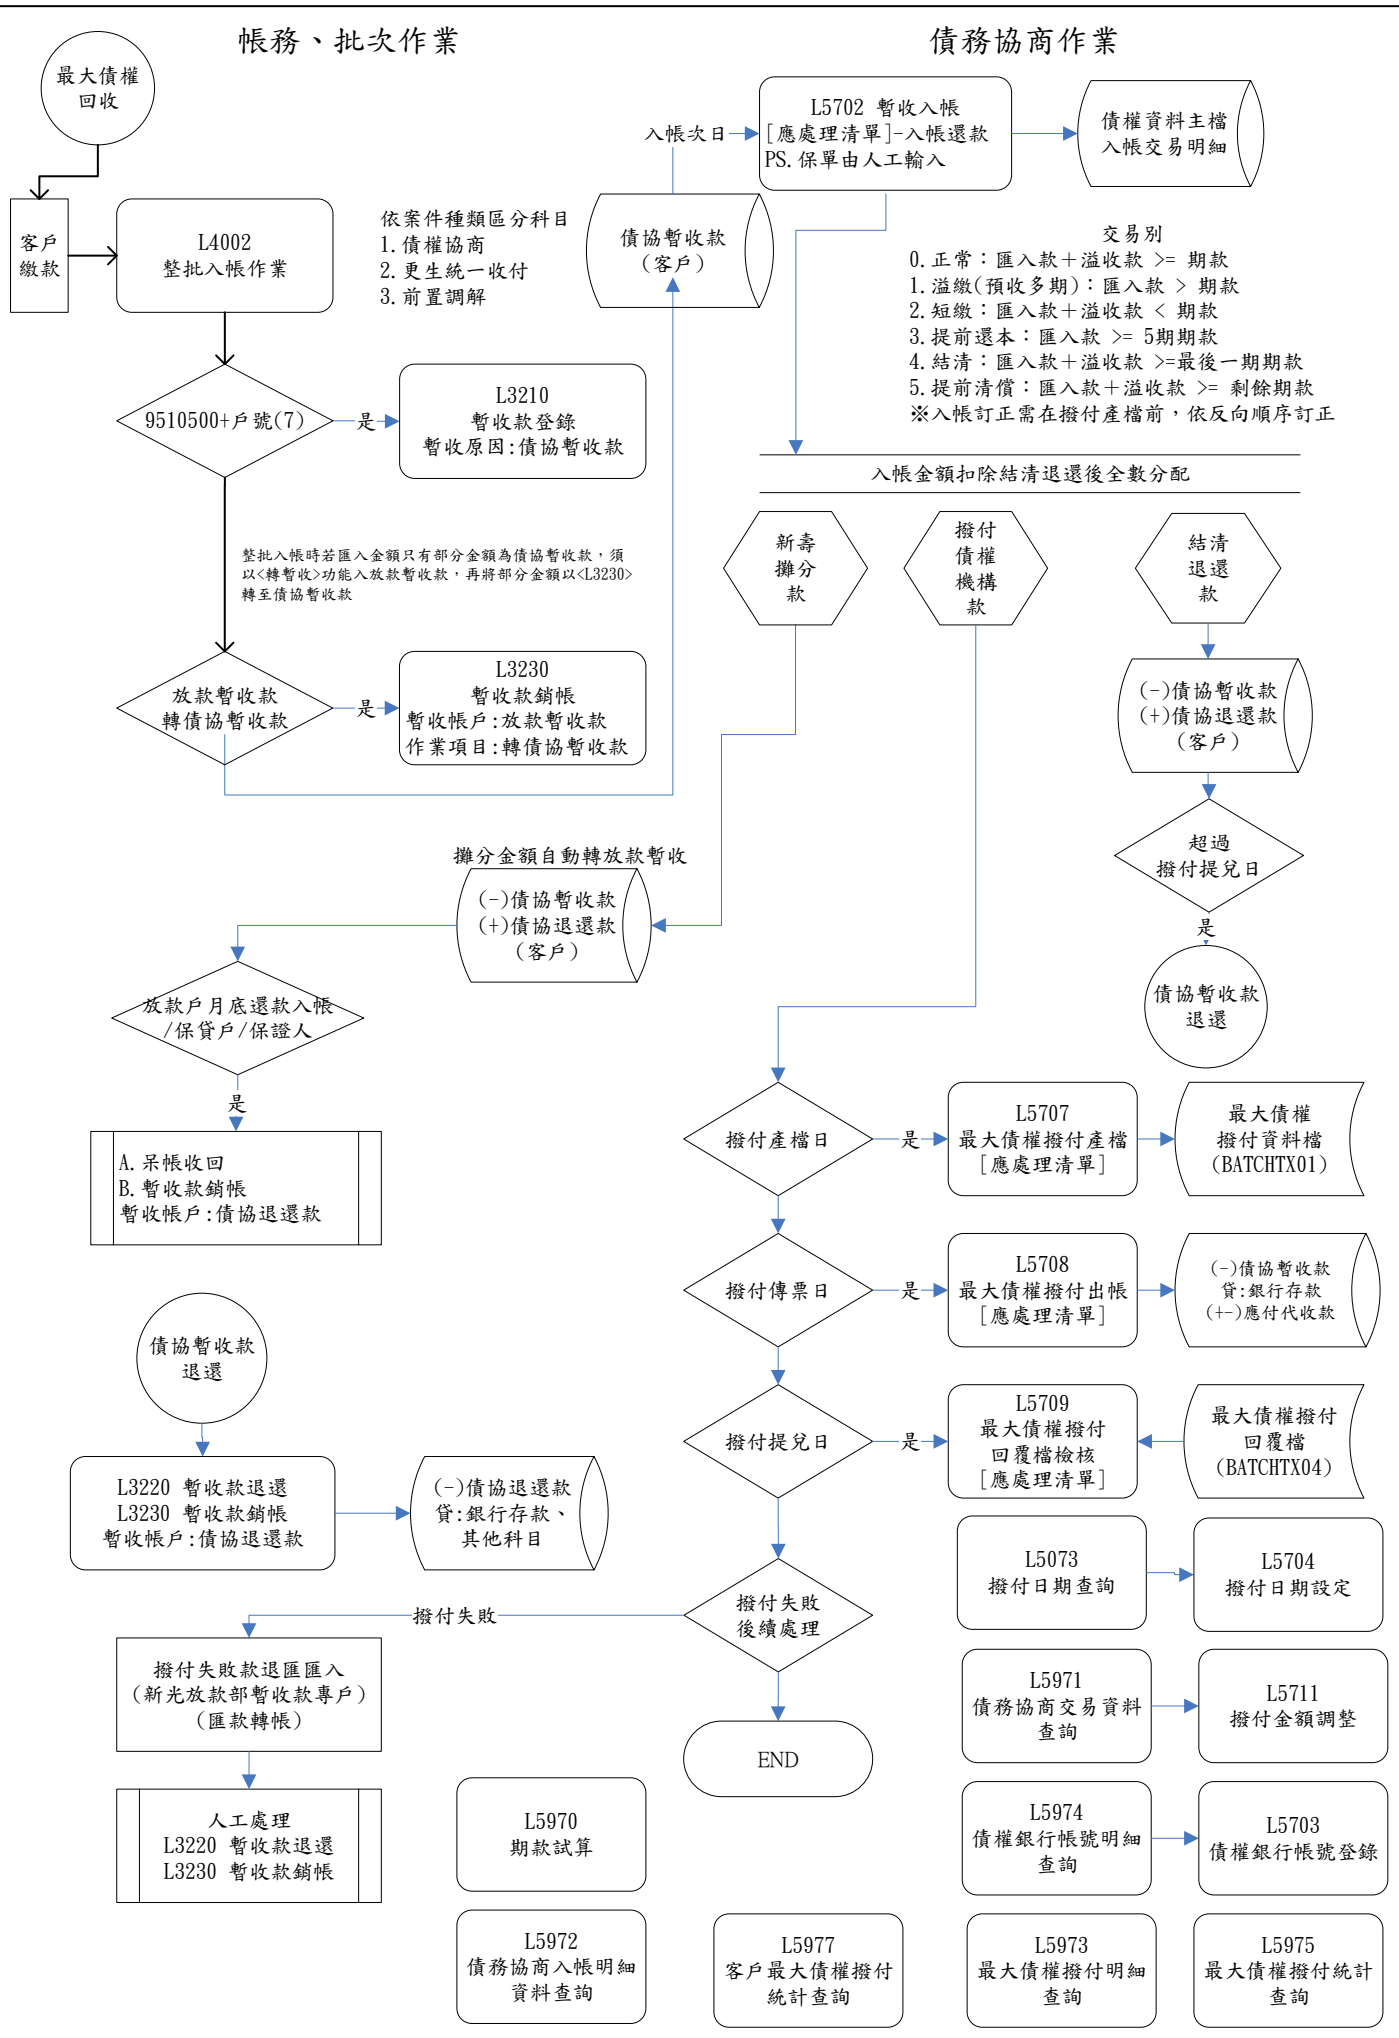 帳務、批次作業
債務協商作業
最大債權
回收
客戶
繳款
L4002
整批入帳作業
依案件種類區分科目
1.債權協商
2.更生統一收付
3.前置調解
債協暫收款
(客戶)
入帳次日
L5702 暫收入帳
[應處理清單]-入帳還款
PS.保單由人工輸入
債權資料主檔
入帳交易明細
交易別
0.正常：匯入款＋溢收款 >= 期款
1.溢繳(預收多期)：匯入款 > 期款
2.短繳：匯入款＋溢收款 < 期款
3.提前還本：匯入款 >= 5期期款
4.結清：匯入款＋溢收款 >=最後一期期款
5.提前清償：匯入款＋溢收款 >= 剩餘期款
※入帳訂正需在撥付產檔前，依反向順序訂正
9510500+戶號(7)
是
L3210
暫收款登錄
暫收原因:債協暫收款
入帳金額扣除結清退還後全數分配
整批入帳時若匯入金額只有部分金額為債協暫收款，須
以<轉暫收>功能入放款暫收款，再將部分金額以<L3230>
轉至債協暫收款
新壽
攤分
款
撥付
債權
機構
款
結清
退還
款
放款暫收款
轉債協暫收款
是
L3230
暫收款銷帳
暫收帳戶:放款暫收款
作業項目:轉債協暫收款
(-)債協暫收款
(+)債協退還款
(客戶)
超過
撥付提兌日
是
債協暫收款
退還
攤分金額自動轉放款暫收
(-)債協暫收款
(+)債協退還款
(客戶)
放款戶月底還款入帳
/保貸戶/保證人
是
A.呆帳收回
B.暫收款銷帳
暫收帳戶:債協退還款
撥付產檔日
是
L5707
最大債權撥付產檔
[應處理清單]
最大債權
撥付資料檔
(BATCHTX01)
撥付傳票日
是
L5708
最大債權撥付出帳
[應處理清單]
(-)債協暫收款
貸:銀行存款
(+-)應付代收款
債協暫收款
退還
撥付提兌日
是
L5709
最大債權撥付
回覆檔檢核
[應處理清單]
最大債權撥付
回覆檔
(BATCHTX04)
L3220 暫收款退還
L3230 暫收款銷帳
暫收帳戶:債協退還款
(-)債協退還款
貸:銀行存款、
其他科目
L5073
撥付日期查詢
L5704
撥付日期設定
撥付失敗
後續處理
撥付失敗
撥付失敗款退匯匯入
(新光放款部暫收款專戶)
(匯款轉帳)
L5971
債務協商交易資料
查詢
L5711
撥付金額調整
END
人工處理
L3220 暫收款退還
L3230 暫收款銷帳
L5970
期款試算
L5974
債權銀行帳號明細
查詢
L5703
債權銀行帳號登錄
L5972
債務協商入帳明細
資料查詢
L5977
客戶最大債權撥付
統計查詢
L5973
最大債權撥付明細
查詢
L5975
最大債權撥付統計
查詢